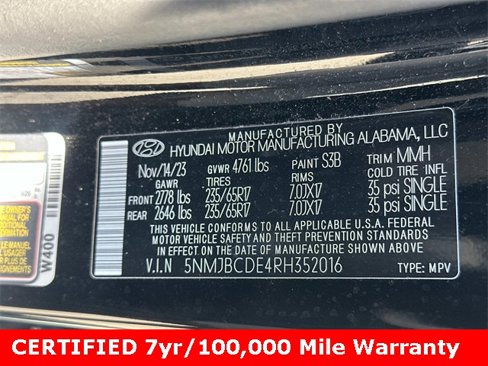 MANUFACTURED BY
HYUNDAI MOTOR MANUFACTURING ALABAMA, LLC
Nov/14/23 GVWR 4761 lbs PAINT S3B TRIM MMH
GAWR TIRES RIMS COLD TIRE INFL
FRONT 2778 lbs 235/65R17 7.0JX17 35 psi SINGLE
REAR 2646 lbs 235/65R17 7.0JX17 35 psi SINGLE
THIS VEHICLE CONFORMS TO ALL APPLICABLE U.S.A. FEDERAL
MOTOR VEHICLE SAFETY AND THEFT PREVENTION STANDARDS
IN EFFECT ON THE DATE OF MANUFACTURE SHOWN ABOVE.
V.I.N 5NMJBCDE4RH352016 TYPE: MPV
W400
CERTIFIED 7yr/100,000 Mile Warranty